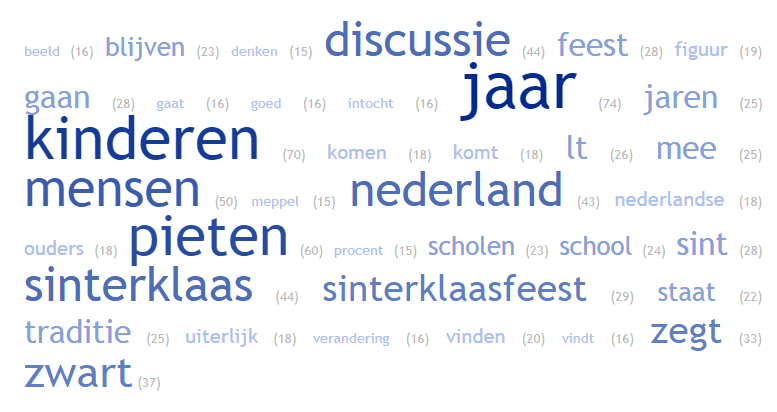 beeld (16) blijven (23) denken (15) discussie (44) feest (28) figuur (19)
gaan (28) gaat (16) goed (16) intocht (16) jaar (74) jaren (25)
kinderen (70) komen (18) komt (18) lt (26) mee (25)
mensen (50) meppel (15) nederland (43) nederlandse (18)
ouders (18) pieten (60) procent (15) scholen (23) school (24) sint (28)
sinterklaas (44) sinterklaasfeest (29) staat (22)
traditie (25) uiterlijk (18) verandering (16) vinden (20) vindt (16) zegt (33)
zwart (37)